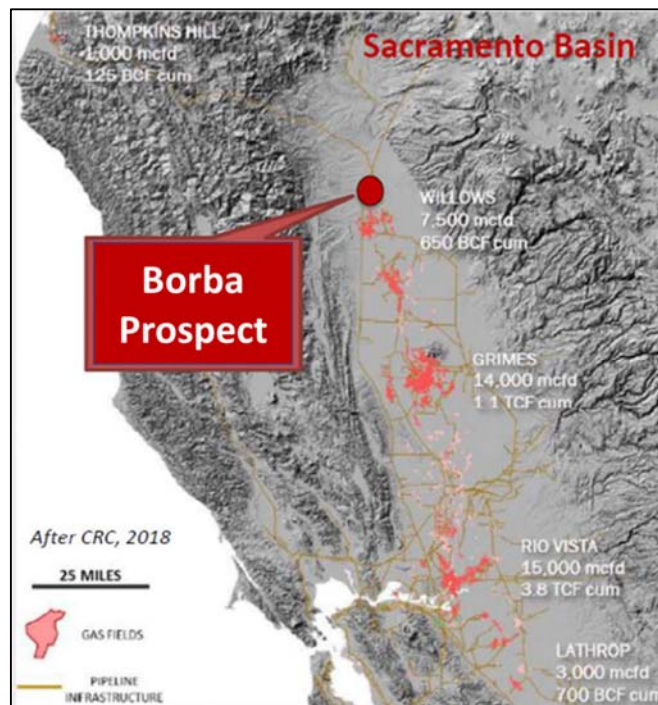 THOMPKINS HILL
1,000 mcfd
125 BCF cum
Sacramento Basin
WILLOWS
7,500 mcfd
650 BCF cum
Borba
Prospect
GRIMES
14,000 mcfd
1.1 TCF cum
After CRC, 2018
25 MILES
GAS FIELDS
PIPELINE
INFRASTRUCTURE
RIO VISTA
15,000 mcfd
3.8 TCF cum
LATHROP
3,000 mcfd
700 BCF cum